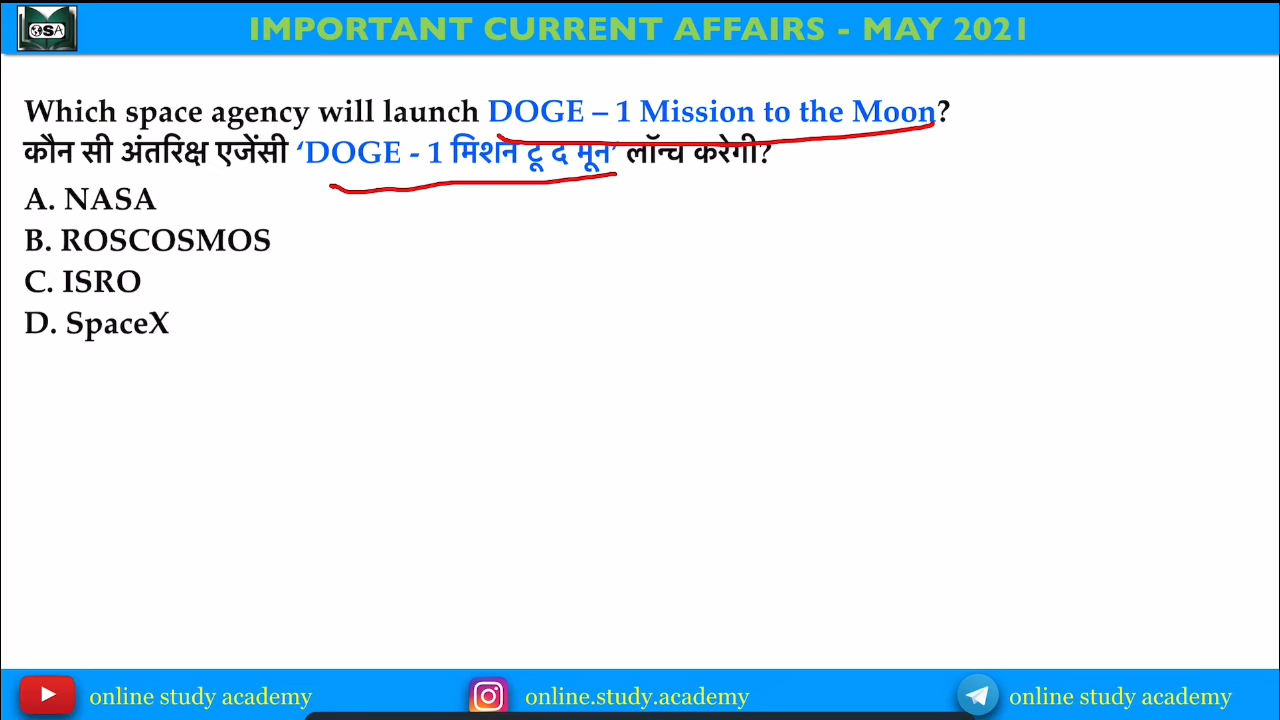 OSA
IMPORTANT CURRENT AFFAIRS - MAY 2021
Which space agency will launch DOGE – 1 Mission to the Moon?
कौन सी अंतरिक्ष एजेंसी ‘DOGE - 1 मिशन टू द मून’ लॉन्च करेगी?
A. NASA
B. ROSCOSMOS
C. ISRO
D. SpaceX
online study academy
online.study.academy
online study academy